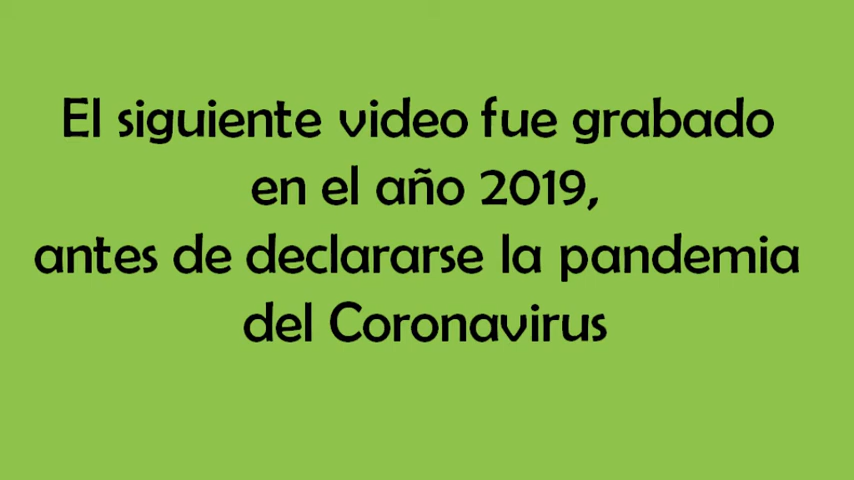 El siguiente video fue grabado
en el año 2019,
antes de declararse la pandemia
del Coronavirus